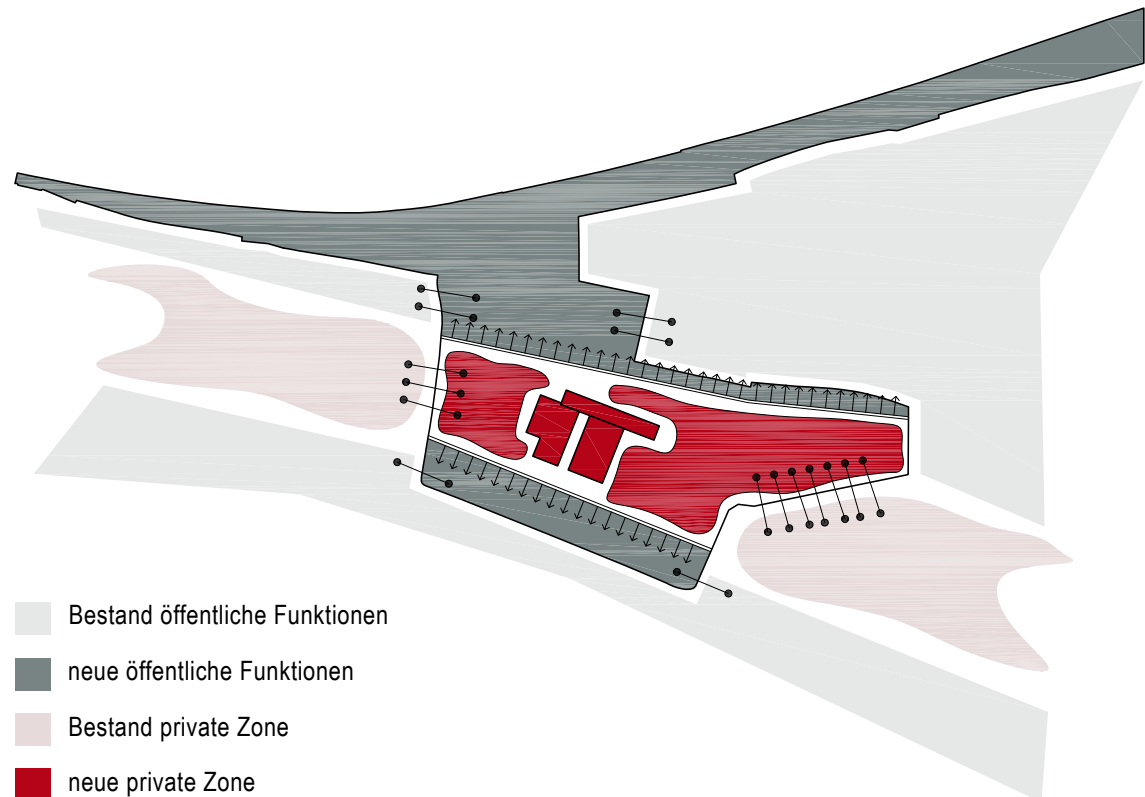 Bestand öffentliche Funktionen
neue öffentliche Funktionen
Bestand private Zone
neue private Zone